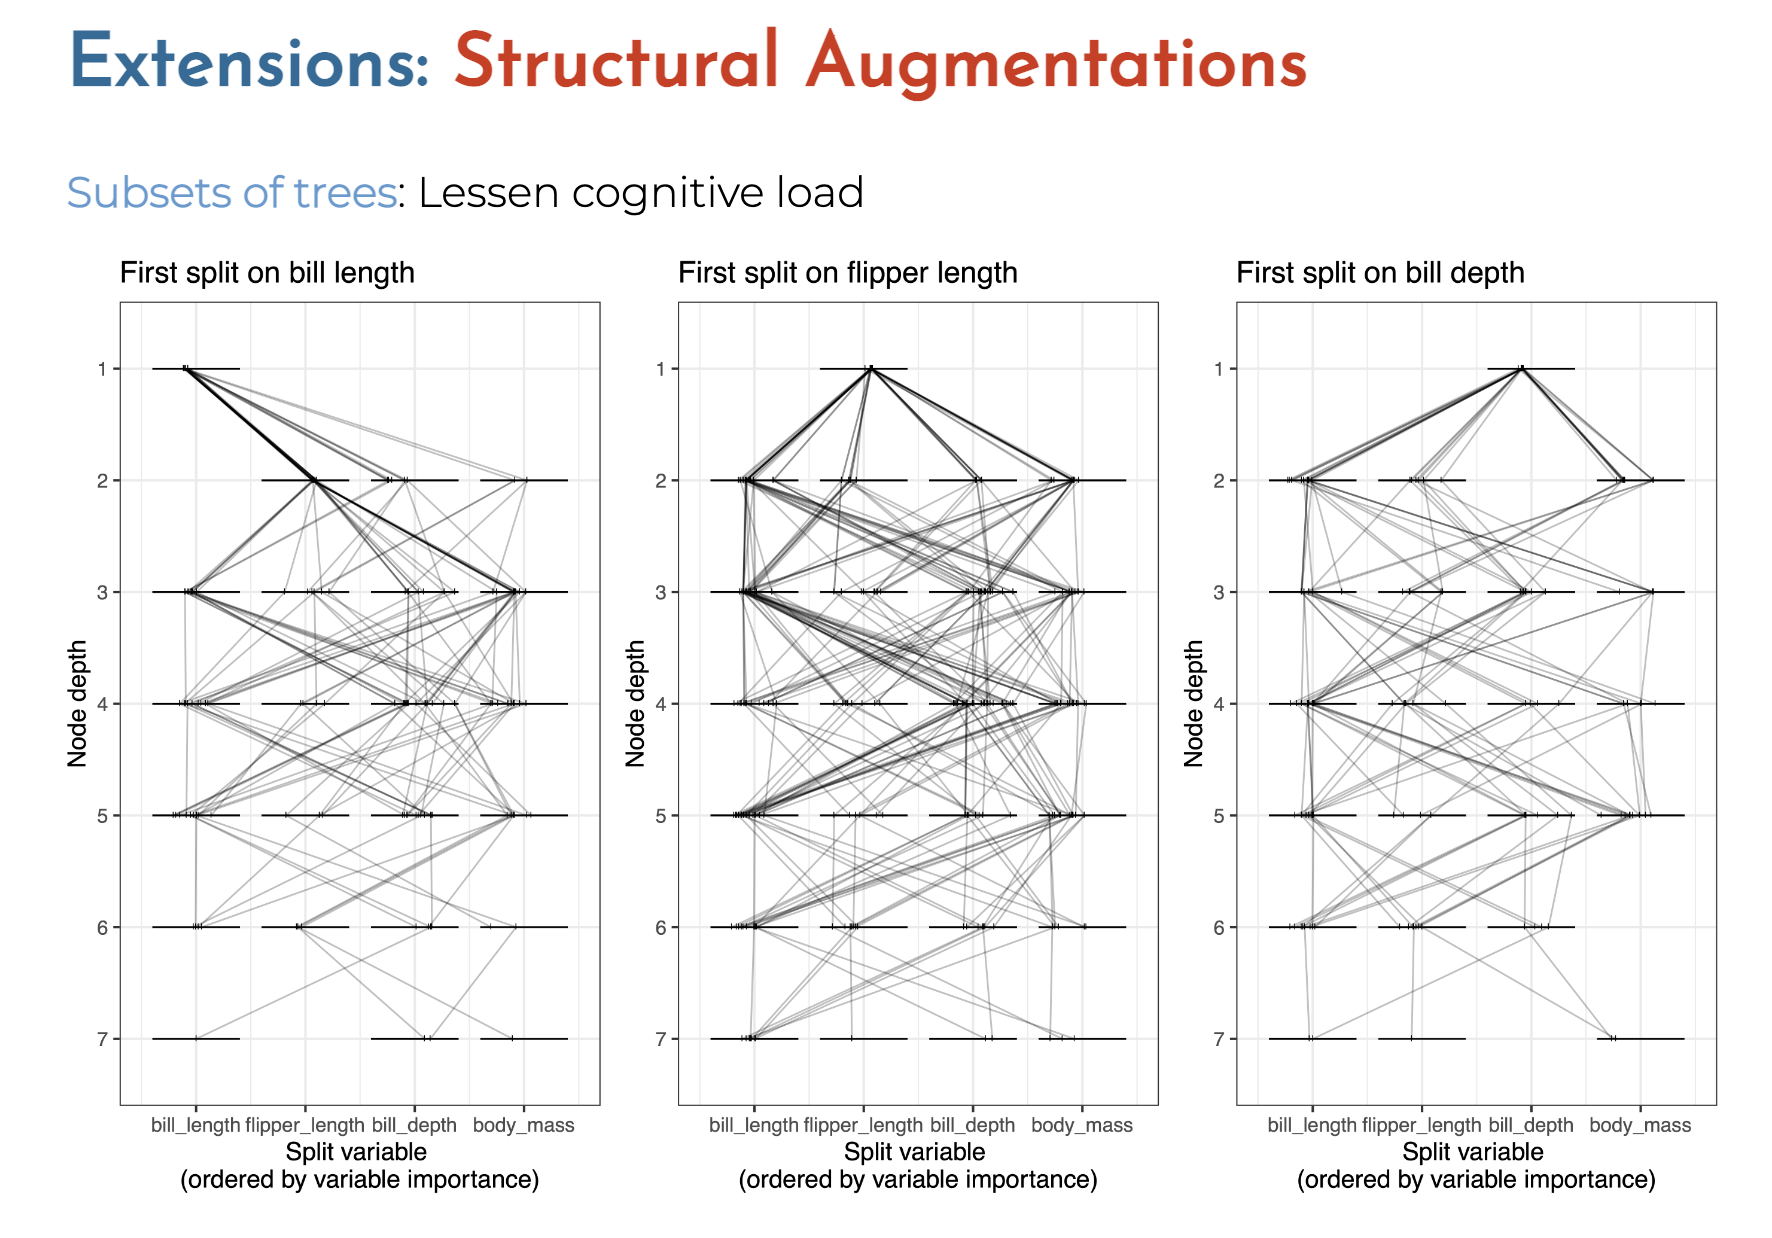 Extensions: Structural Augmentations
Subsets of trees: Lessen cognitive load
First split on bill length
First split on flipper length
First split on bill depth
Node depth
1
2
3
4
5
6
7
bill_length flipper_length bill_depth body_mass
Split variable
(ordered by variable importance)
Node depth
1
2
3
4
5
6
7
bill_length flipper_length bill_depth body_mass
Split variable
(ordered by variable importance)
Node depth
1
2
3
4
5
6
7
bill_length flipper_length bill_depth body_mass
Split variable
(ordered by variable importance)